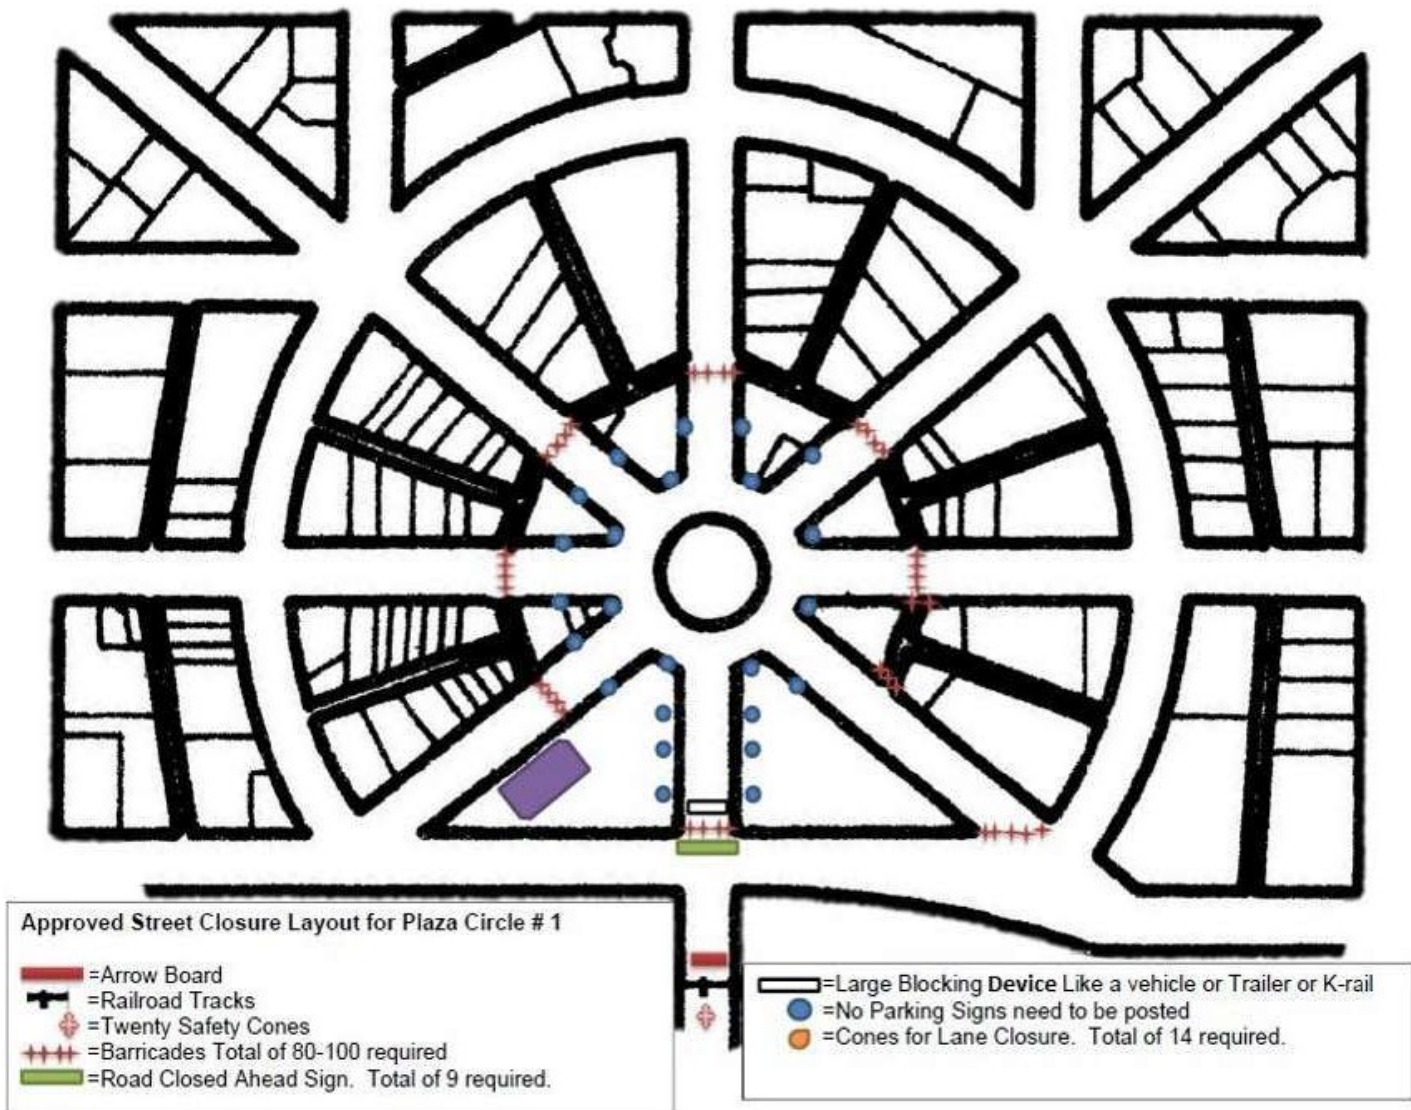 Approved Street Closure Layout for Plaza Circle # 1
=Arrow Board
=Railroad Tracks
=Twenty Safety Cones
=Barricades Total of 80-100 required
=Road Closed Ahead Sign.  Total of 9 required.
=Large Blocking Device Like a vehicle or Trailer or K-rail
=No Parking Signs need to be posted
=Cones for Lane Closure.  Total of 14 required.